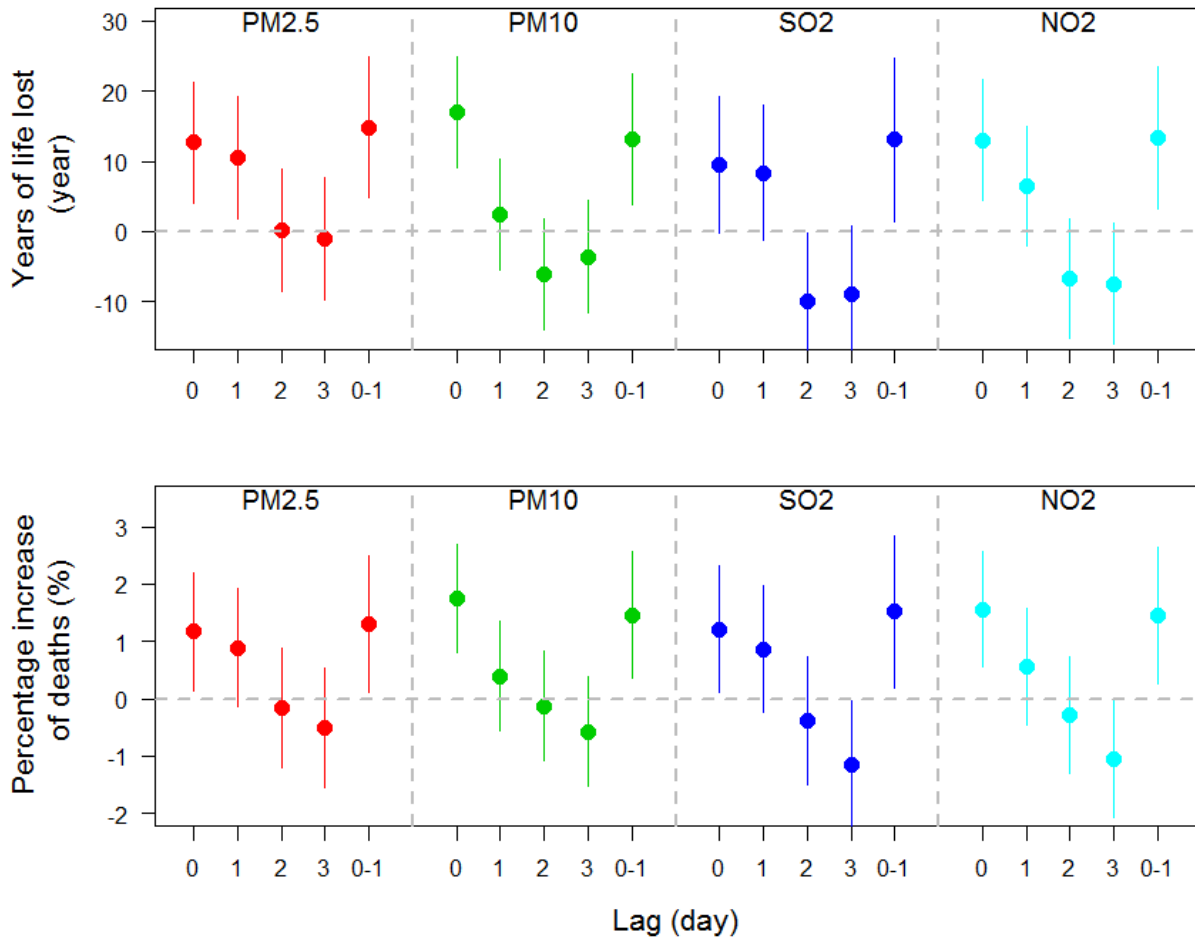 PM2.5 PM10 SO2 NO2
Years of life lost
(year)
30
20
10
0
-10
0 1 2 3 0-1 0 1 2 3 0-1 0 1 2 3 0-1 0 1 2 3 0-1
PM2.5 PM10 SO2 NO2
Percentage increase
of deaths (%)
3
2
1
0
-1
-2
0 1 2 3 0-1 0 1 2 3 0-1 0 1 2 3 0-1 0 1 2 3 0-1
Lag (day)